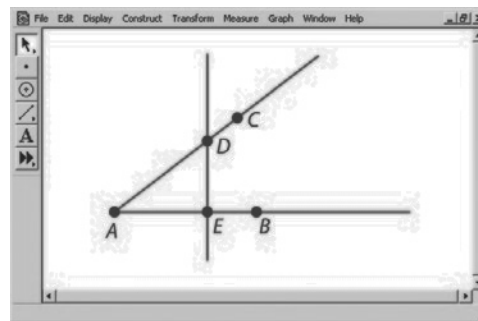 File Edit Display Construct Transform Measure Graph Window Help
A
C
D
A
E
B